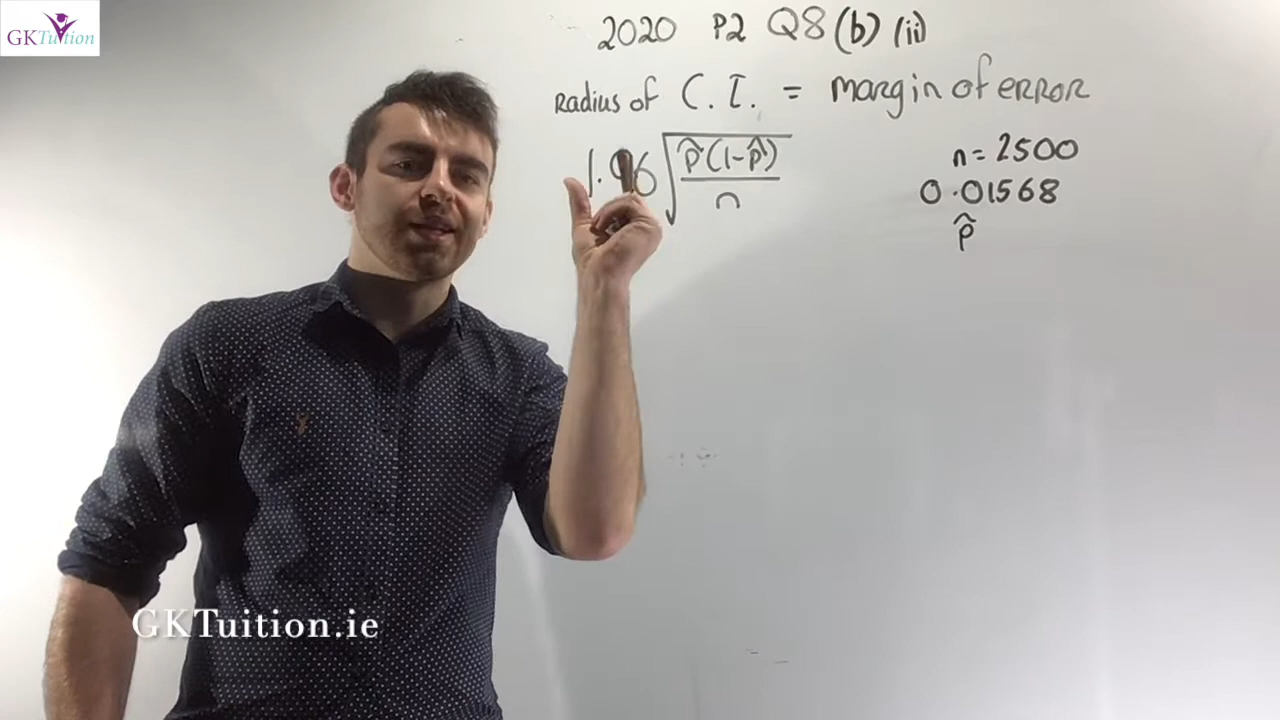 GKTuition
2020 P2 Q8 (b) (ii)
Radius of C.I. = margin of error
1.96 √p̂(1-p̂)/n
n = 2500
0.01568
p̂
GKTuition.ie